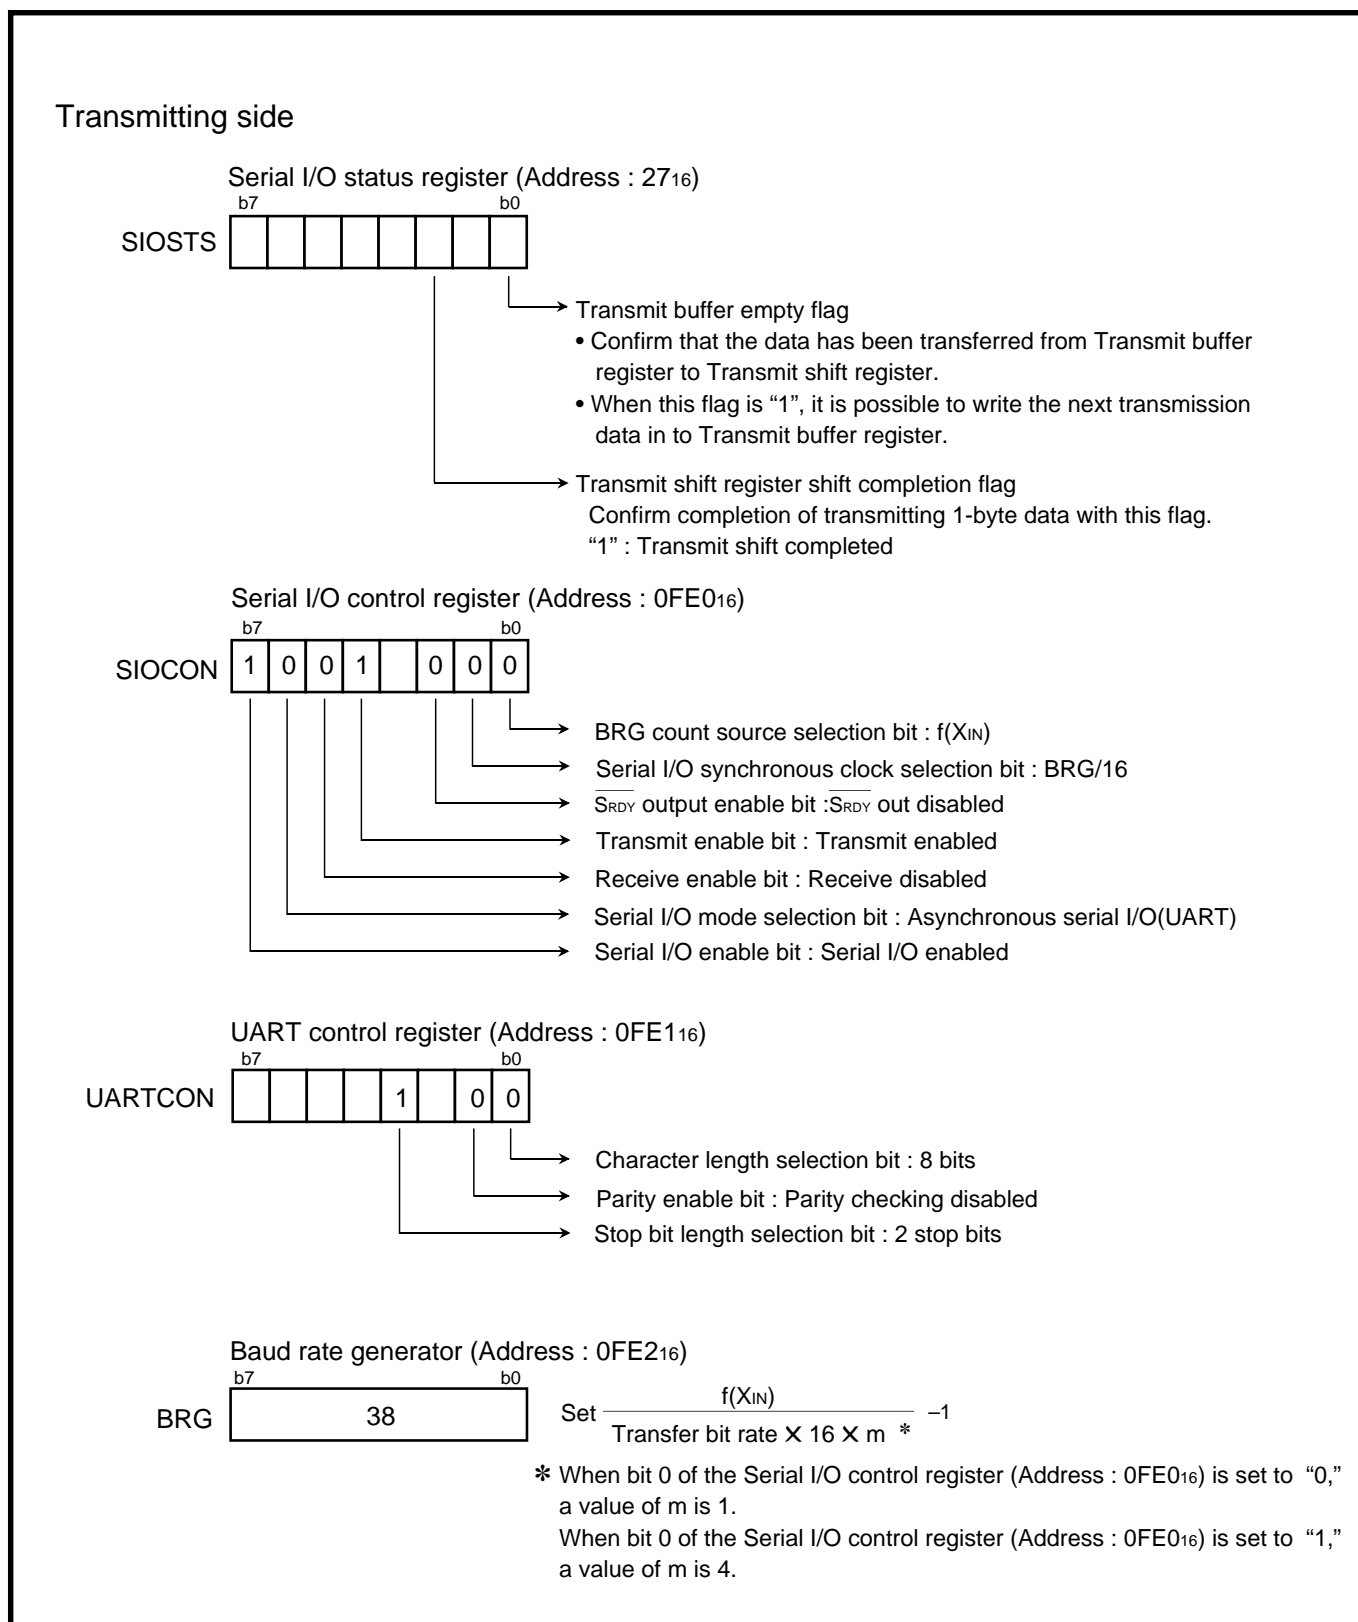 Transmitting side
Serial I/O status register (Address : 2716)
b7 b0
SIOSTS
Transmit buffer empty flag
• Confirm that the data has been transferred from Transmit buffer
register to Transmit shift register.
• When this flag is “1”, it is possible to write the next transmission
data in to Transmit buffer register.
Transmit shift register shift completion flag
Confirm completion of transmitting 1-byte data with this flag.
“1” : Transmit shift completed
Serial I/O control register (Address : 0FE016)
b7 b0
SIOCON 1 0 0 1 0 0 0
BRG count source selection bit : f(XIN)
Serial I/O synchronous clock selection bit : BRG/16
SRDY output enable bit :SRDY out disabled
Transmit enable bit : Transmit enabled
Receive enable bit : Receive disabled
Serial I/O mode selection bit : Asynchronous serial I/O(UART)
Serial I/O enable bit : Serial I/O enabled
UART control register (Address : 0FE116)
b7 b0
UARTCON 1 0 0
Character length selection bit : 8 bits
Parity enable bit : Parity checking disabled
Stop bit length selection bit : 2 stop bits
Baud rate generator (Address : 0FE216)
b7 b0
BRG 38
f(XIN)
Set –1
Transfer bit rate ✕ 16 ✕ m *
* When bit 0 of the Serial I/O control register (Address : 0FE016) is set to “0,”
a value of m is 1.
When bit 0 of the Serial I/O control register (Address : 0FE016) is set to “1,”
a value of m is 4.